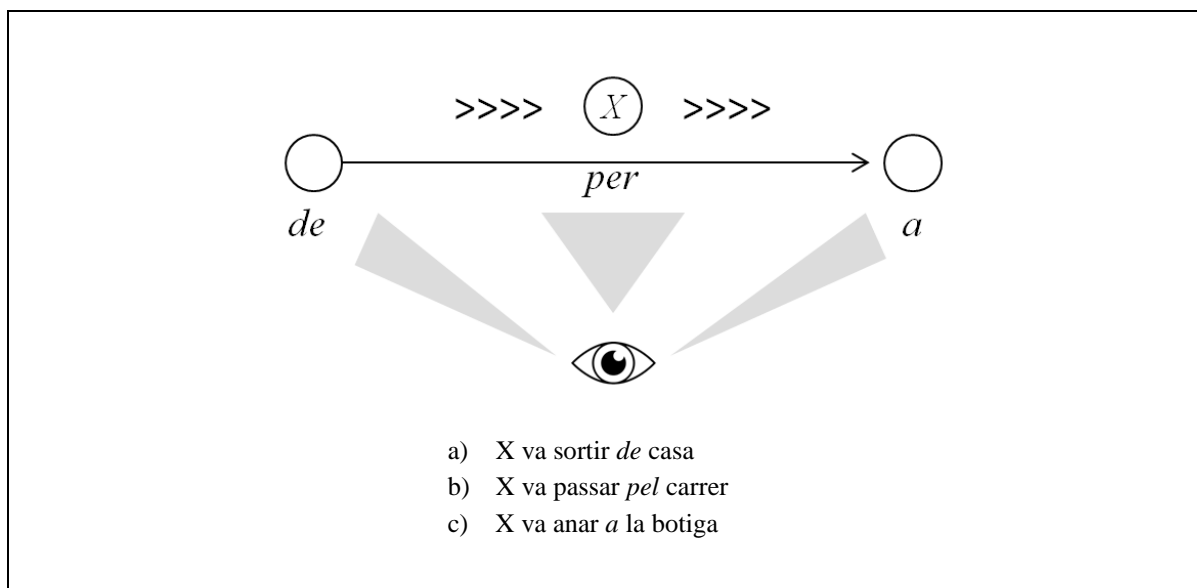 >>>> X >>>>
per
de a
a) X va sortir de casa
b) X va passar pel carrer
c) X va anar a la botiga